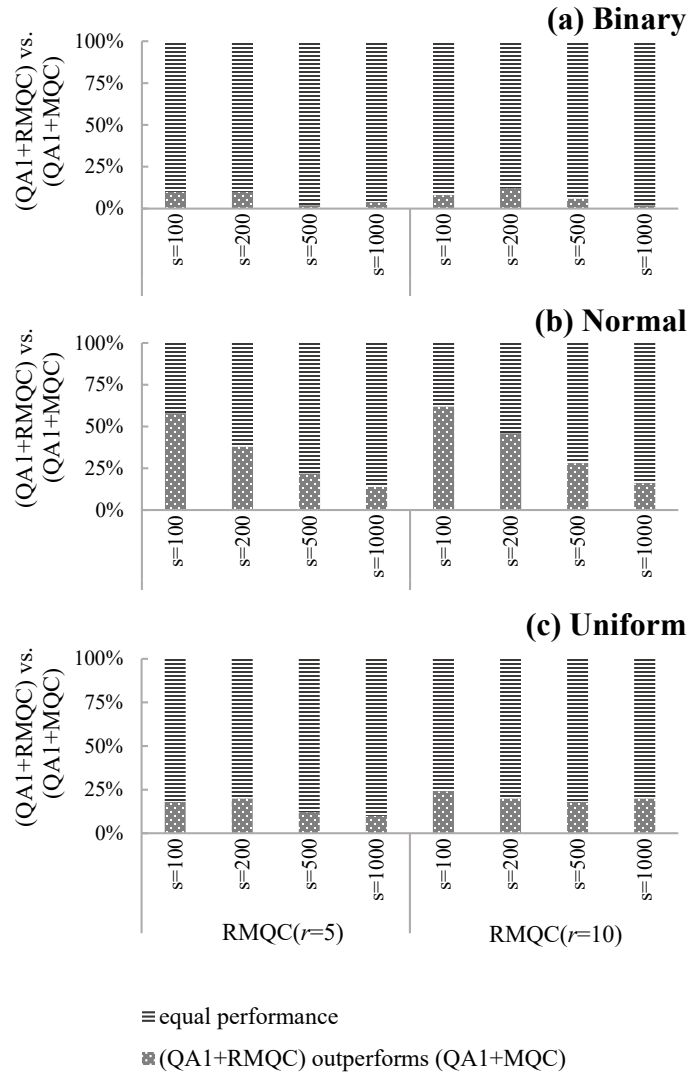 (a) Binary
(QA1+RMQC) vs.
(QA1+MQC)
100%
75%
50%
25%
0%
s=100
s=200
s=500
s=1000
s=100
s=200
s=500
s=1000
(b) Normal
(QA1+RMQC) vs.
(QA1+MQC)
100%
75%
50%
25%
0%
s=100
s=200
s=500
s=1000
s=100
s=200
s=500
s=1000
(c) Uniform
(QA1+RMQC) vs.
(QA1+MQC)
100%
75%
50%
25%
0%
s=100
s=200
s=500
s=1000
s=100
s=200
s=500
s=1000
RMQC(r=5)
RMQC(r=10)
equal performance
(QA1+RMQC) outperforms (QA1+MQC)